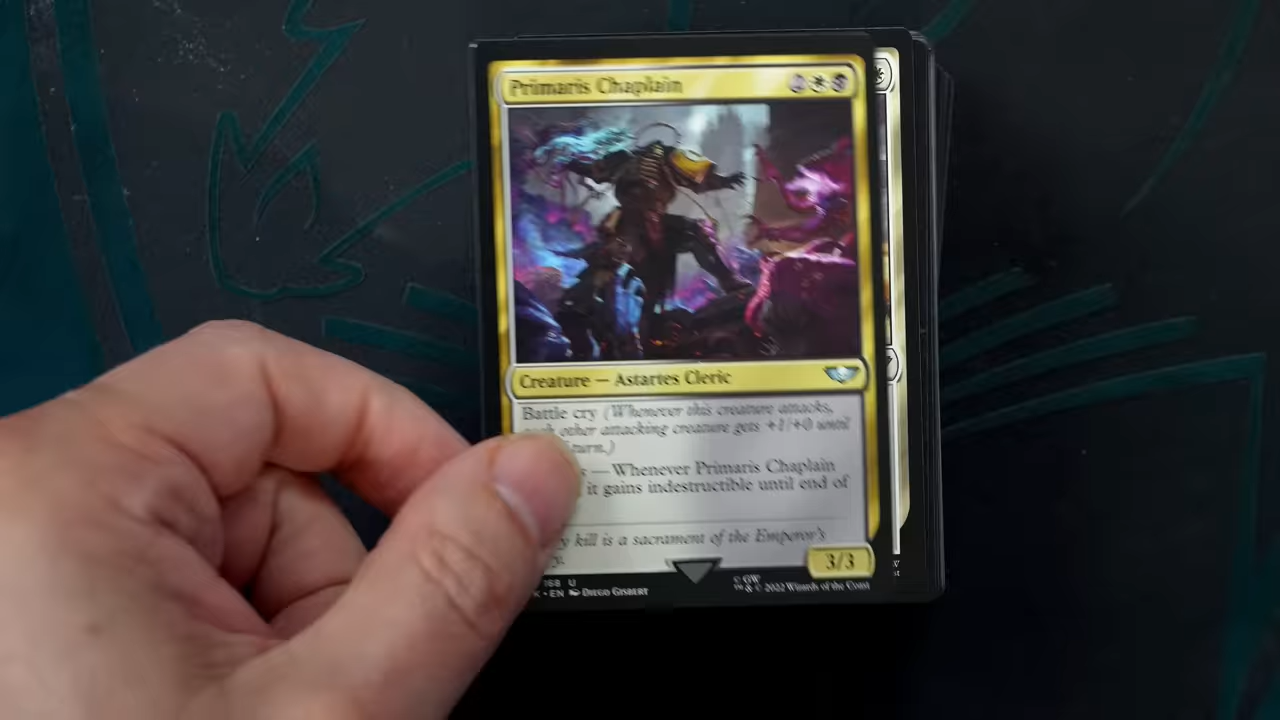 Primaris Chaplain
Creature — Astartes Cleric
Battle cry (Whenever this creature attacks,
each other attacking creature gets +1/+0 until
turn.)
— Whenever Primaris Chaplain
it gains indestructible until end of
kill is a sacrament of the Emperor's
3/3
168 U
EN Diego Gisbert
© GW
™ & © 2022 Wizards of the Coast